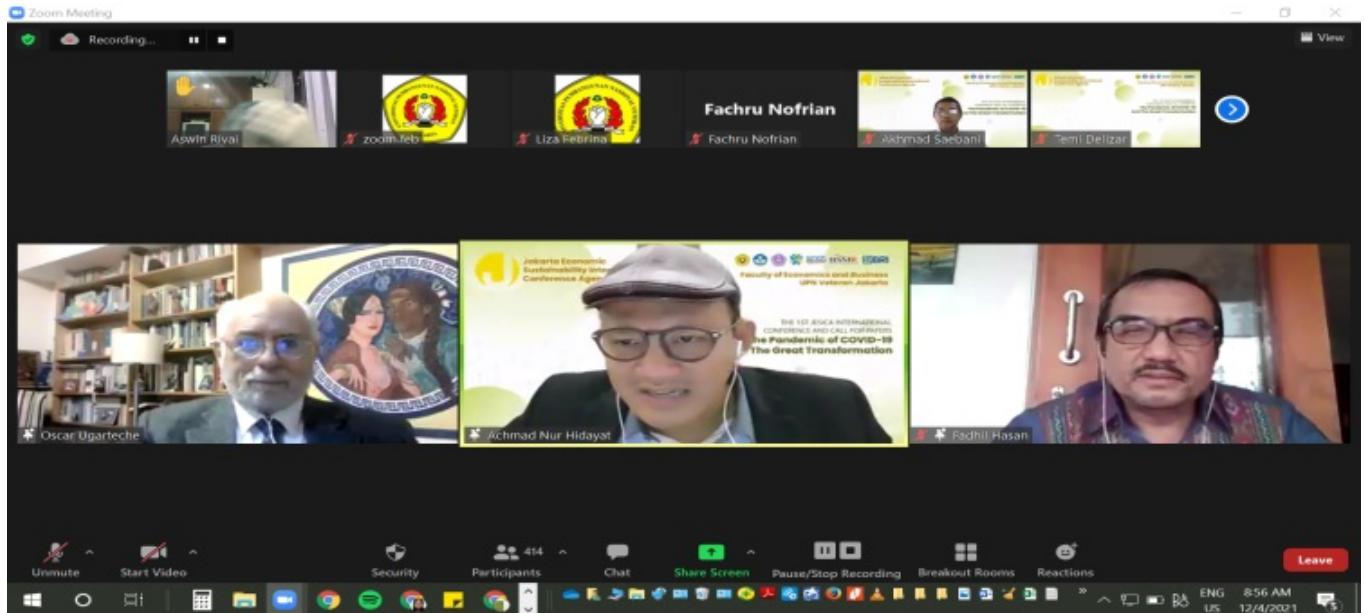 Zoom Meeting
Recording...
View
Aswin Rivai
zoom feb
Liza Febrina
Fachru Nofrian
Fachru Nofrian
Akhmad Saebani
Temi Delizar
Oscar Ugarteche
Jakarta Economic
Sustainability
Conference
Faculty of Economics and Business
UPN Veteran Jakarta
THE 1ST JESICA INTERNATIONAL
CONFERENCE AND CALL FOR PAPERS
he Pandemic of COVID-19
The Great Transformation
Achmad Nur Hidayat
Fadhil Hasan
Unmute
Start Video
Security
414
Participants
Chat
Share Screen
Pause/Stop Recording
Breakout Rooms
Reactions
Leave
ENG
US
8:56 AM
12/4/2021